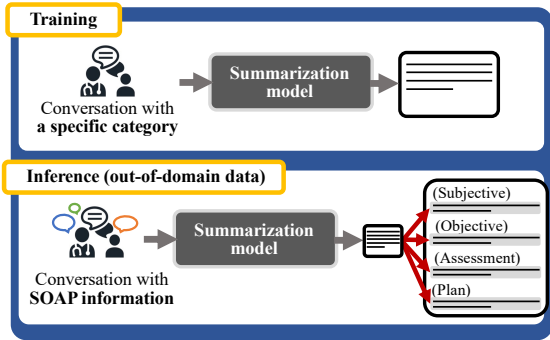 Training
Conversation with
a specific category
Summarization
model
Inference (out-of-domain data)
Conversation with
SOAP information
Summarization
model
(Subjective)
(Objective)
(Assessment)
(Plan)